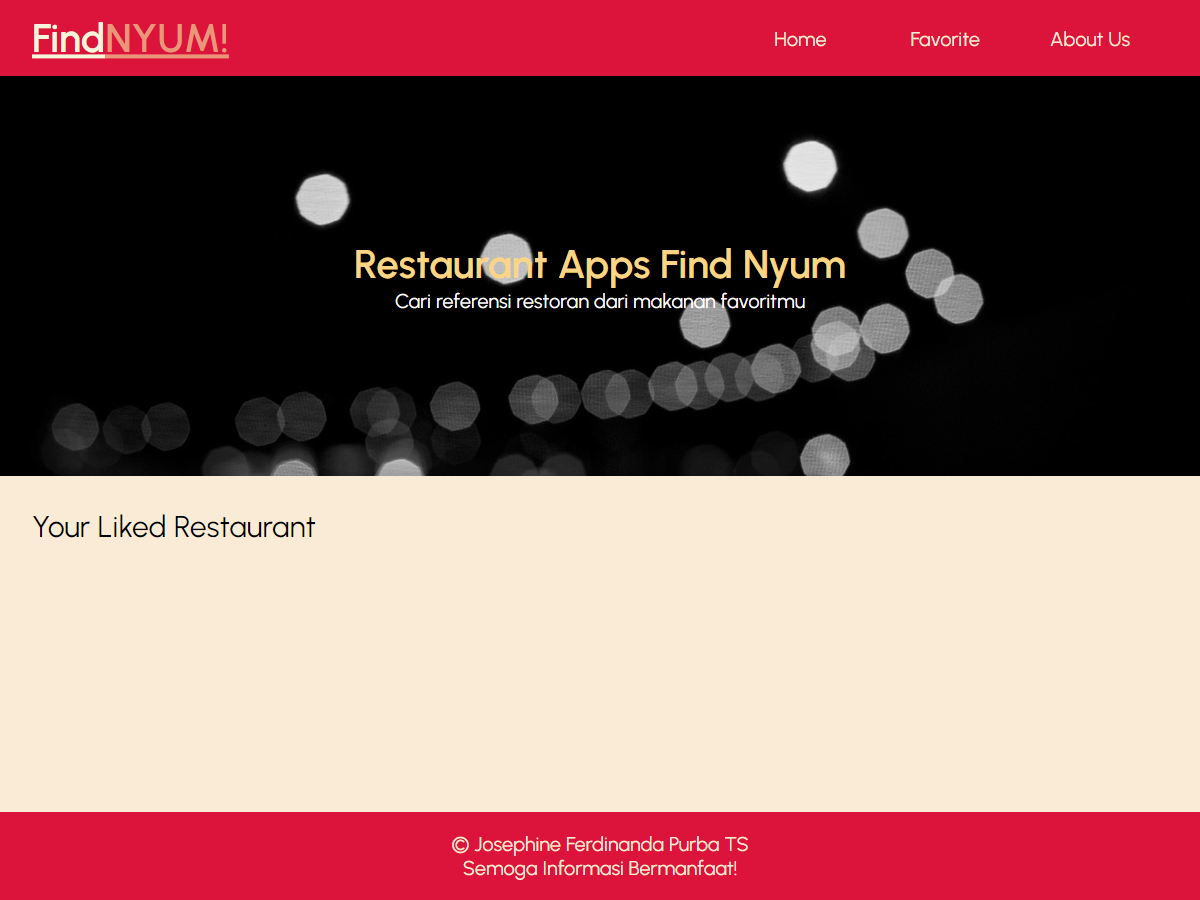 FindNYUM!
Home
Favorite
About Us
Restaurant Apps Find Nyum
Cari referensi restoran dari makanan favoritmu
Your Liked Restaurant
© Josephine Ferdinanda Purba TS
Semoga Informasi Bermanfaat!